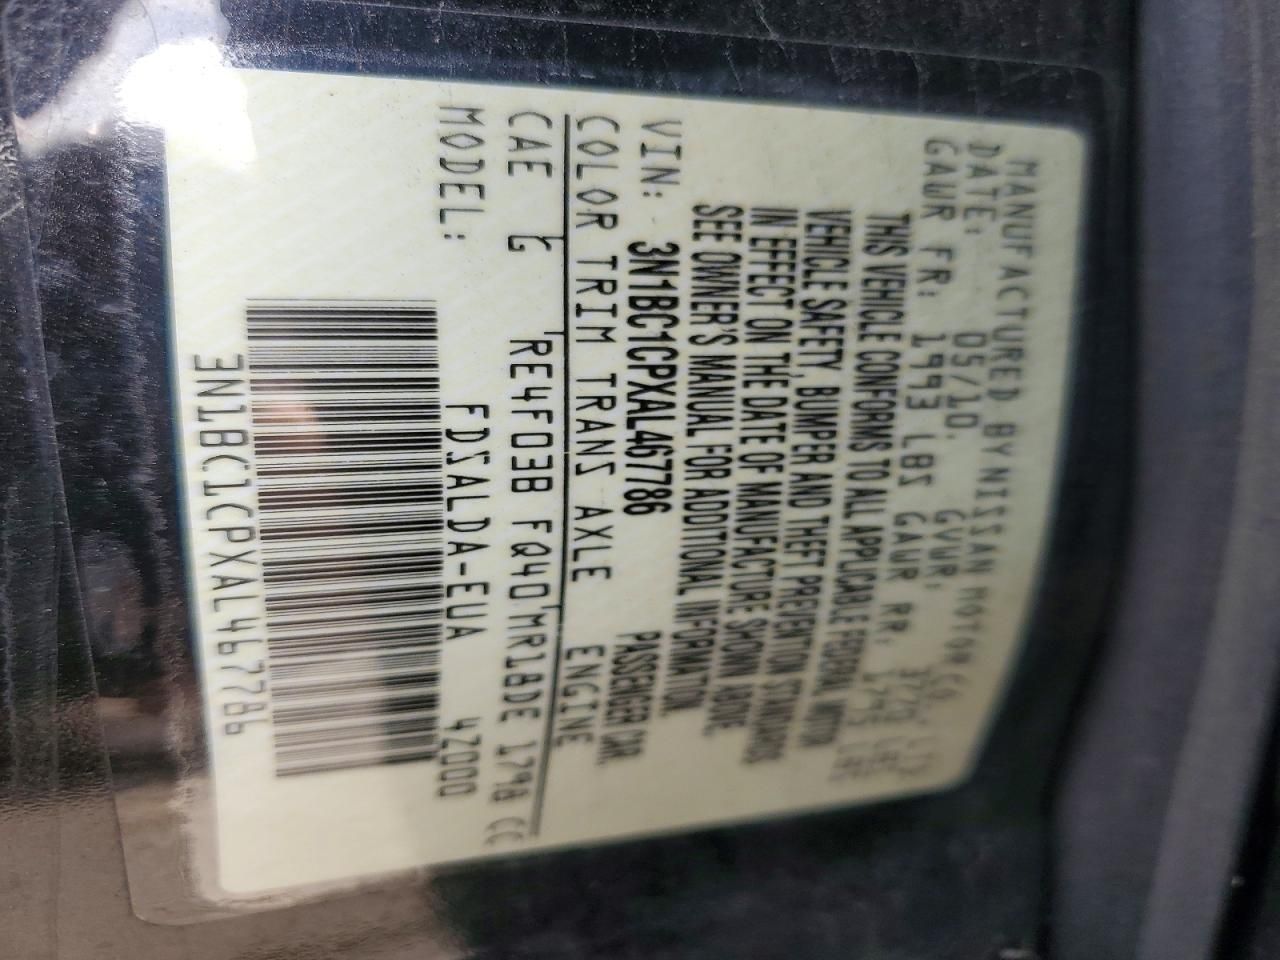 MANUFACTURED BY NISSAN MOTOR CO
DATE: 05/10. GVWR:
GAWR FR: 1993 LBS GAWR RR: 1795 LBS
THIS VEHICLE CONFORMS TO ALL APPLICABLE FEDERAL MOTOR
VEHICLE SAFETY, BUMPER AND THEFT PREVENTION STANDARDS
IN EFFECT ON THE DATE OF MANUFACTURE SHOWN ABOVE.
SEE OWNER'S MANUAL FOR ADDITIONAL INFORMATION.
VIN: 3N1BC1CPXAL467786 PASSENGER CAR.
COLOR TRIM TRANS AXLE ENGINE
CAE G RE4F03B FQ40 MR18DE 1798 CC
MODEL: FDSALDA-EUA 4Z000
3N1BC1CPXAL467786